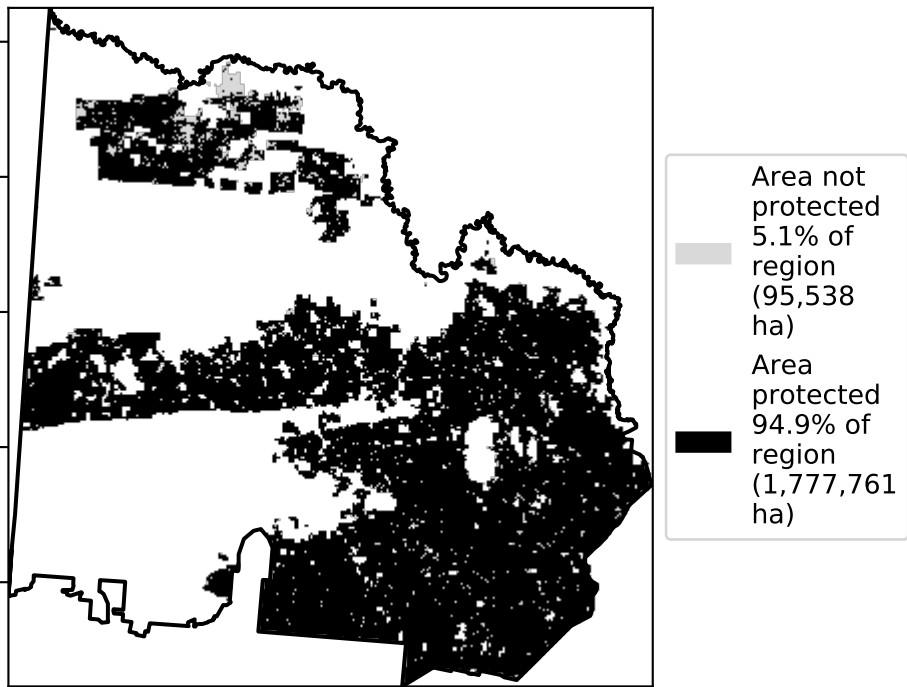 Area not
protected
5.1% of
region
(95,538
ha)
Area
protected
94.9% of
region
(1,777,761
ha)